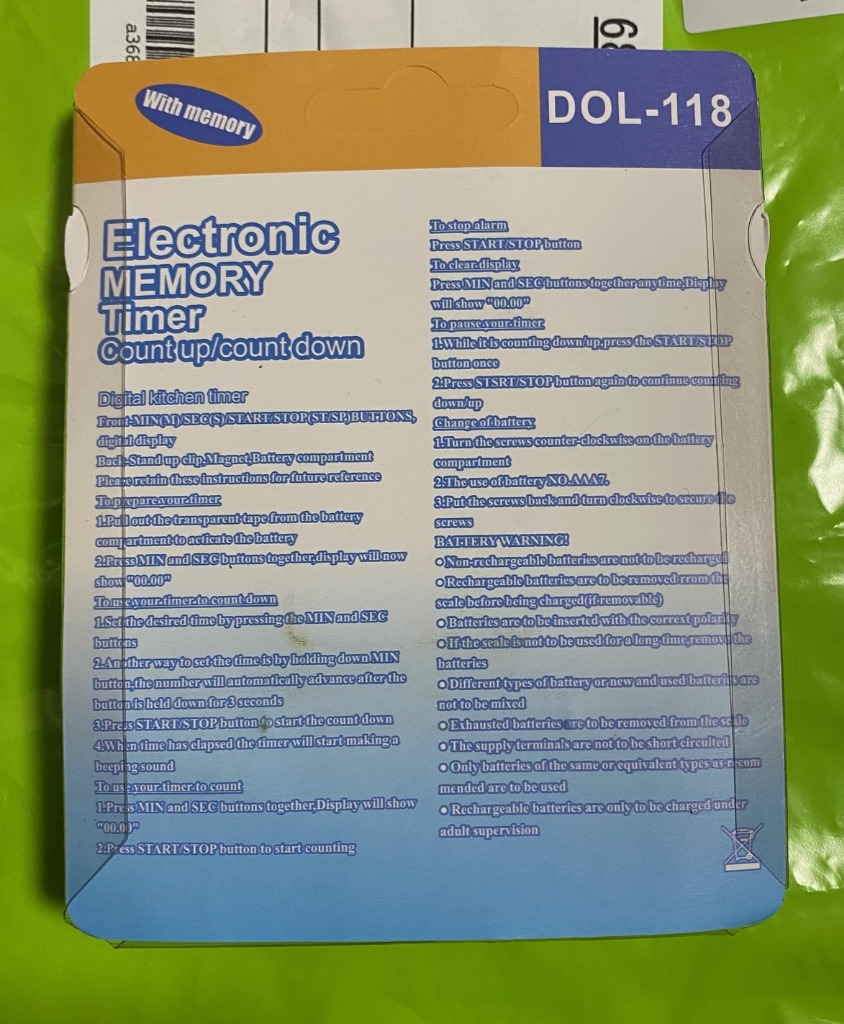 a368
68
With memory
DOL-118
Electronic
MEMORY
Timer
Count up/count down
Digital kitchen timer
Front-MIN(M)/SEC(S)/START/STOP(ST/SP)BUTTONS,
digital display
Back-Stand up clip,Magnet,Battery compartment
Please retain these instructions for future reference
To prepare your timer
1.Pull out the transparent tape from the battery
compartment to acticate the battery
2.Press MIN and SEC buttons together,display will now
show "00.00"
To use your timer to count down
1.Set the desired time by pressing the MIN and SEC
buttons
2.Another way to set the time is by holding down MIN
button,the number will automatically advance after the
button is held down for 3 seconds
3.Press START/STOP button to start the count down
4.When time has elapsed the timer will start making a
beeping sound
To use your timer to count
1.Press MIN and SEC buttons together,Display will show
"00.00"
2.Press START/STOP button to start counting
To stop alarm
Press START/STOP button
To clear display
Press MIN and SEC buttons together anytime,Display
will show "00.00"
To pause your timer
1.While it is counting down/up,press the START/STOP
button once
2.Press STSRT/STOP button again to continue counting
down/up
Change of battery
1.Turn the screws counter-clockwise on the battery
compartment
2.The use of battery NO.AAA7.
3.Put the screws back and turn clockwise to secure the
screws
BATTERY WARNING!
● Non-rechargeable batteries are not to be recharged
● Rechargeable batteries are to be removed rrom the
scale before being charged(if removable)
● Batteries are to be inserted with the corrext polarity
● If the scale is not to be used for a long time,remove the
batteries
● Different types of battery or new and used batteries are
not to be mixed
● Exhausted batteries are to be removed from the scale
● The supply terminals are not to be short circuited
● Only batteries of the same or equivalent types as recom
mended are to be used
● Rechargeable batteries are only to be charged under
adult supervision